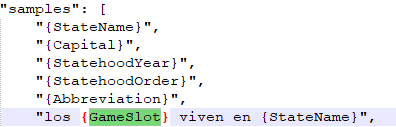 "samples": [
"{StateName}",
"{Capital}",
"{StatehoodYear}",
"{StatehoodOrder}",
"{Abbreviation}",
"los {GameSlot} viven en {StateName}",